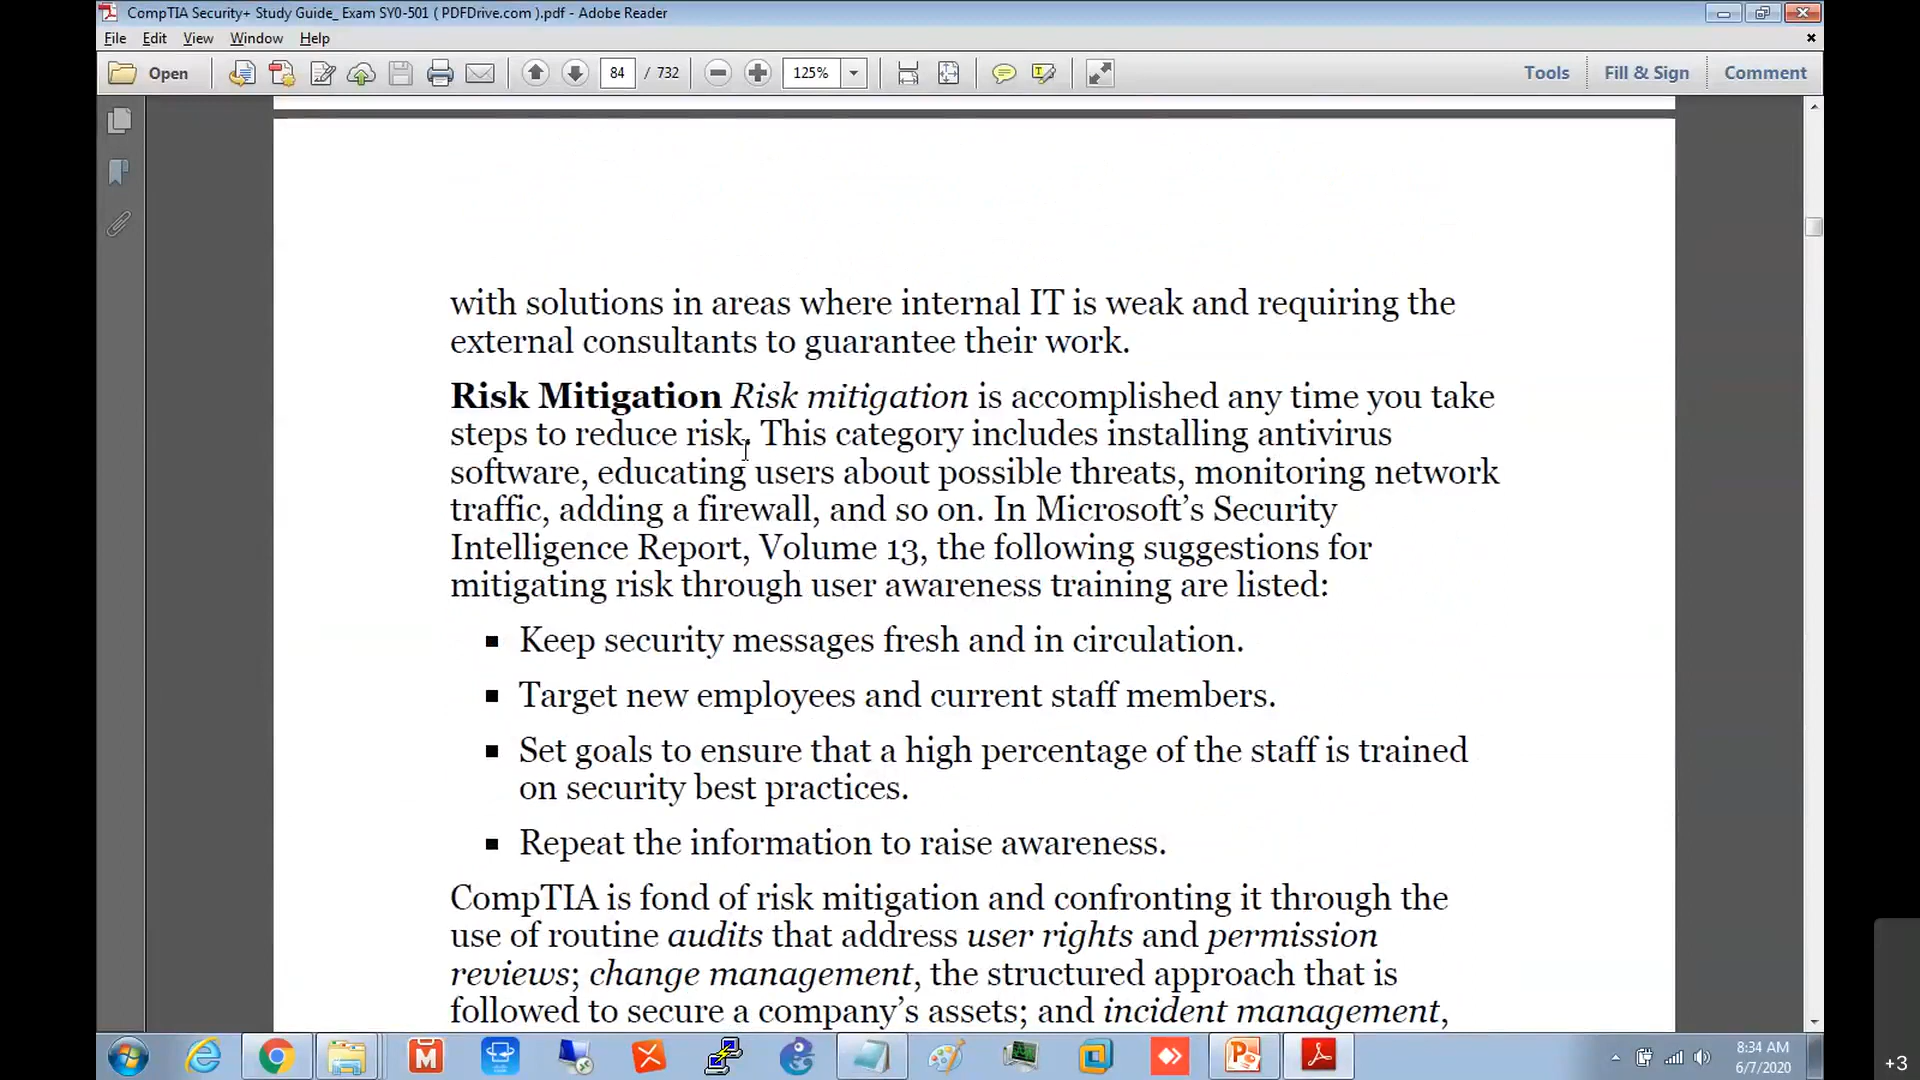 CompTIA Security+ Study Guide_ Exam SY0-501 ( PDFDrive.com ).pdf - Adobe Reader
File Edit View Window Help
Open 84 / 732 125% Tools Fill & Sign Comment
with solutions in areas where internal IT is weak and requiring the
external consultants to guarantee their work.
Risk Mitigation Risk mitigation is accomplished any time you take
steps to reduce risk. This category includes installing antivirus
software, educating users about possible threats, monitoring network
traffic, adding a firewall, and so on. In Microsoft’s Security
Intelligence Report, Volume 13, the following suggestions for
mitigating risk through user awareness training are listed:
▪ Keep security messages fresh and in circulation.
▪ Target new employees and current staff members.
▪ Set goals to ensure that a high percentage of the staff is trained
on security best practices.
▪ Repeat the information to raise awareness.
CompTIA is fond of risk mitigation and confronting it through the
use of routine audits that address user rights and permission
reviews; change management, the structured approach that is
followed to secure a company’s assets; and incident management,
8:34 AM
6/7/2020
+3